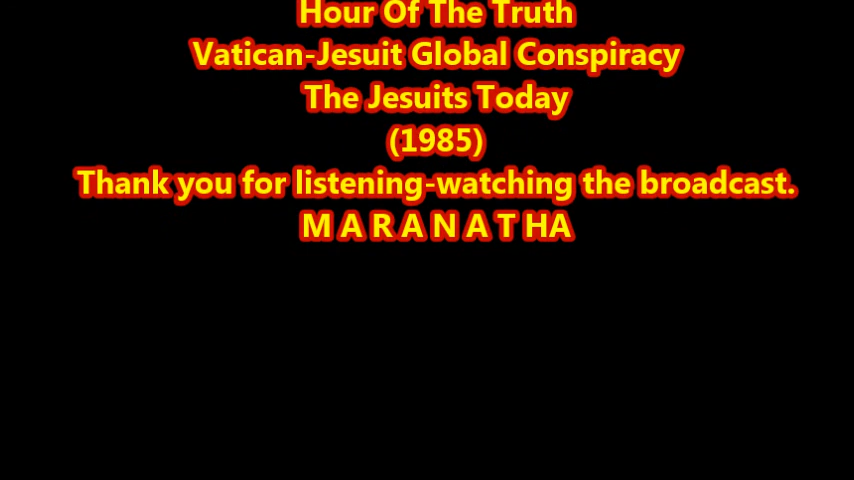 Hour Of The Truth
Vatican-Jesuit Global Conspiracy
The Jesuits Today
(1985)
Thank you for listening-watching the broadcast.
M A R A N A T HA